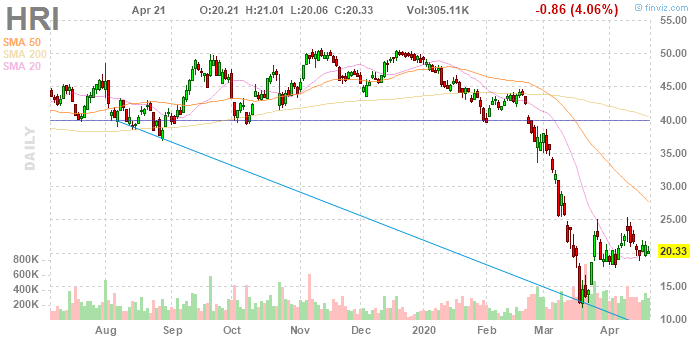 © finviz.com
HRI Apr 21 O:20.21 H:21.01 L:20.06 C:20.33 Vol:305.11K -0.86 (4.06%)
SMA 50
SMA 200
SMA 20
DAILY
55.00
50.00
45.00
40.00
35.00
30.00
25.00
20.33
15.00
10.00
800K
600K
400K
200K
Aug Sep Oct Nov Dec 2020 Feb Mar Apr